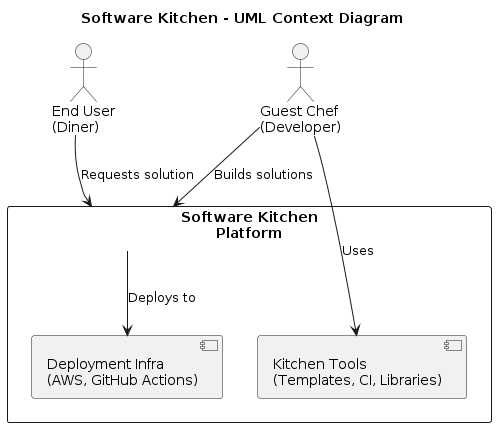 Software Kitchen - UML Context Diagram
End User
(Diner)
Guest Chef
(Developer)
Requests solution
Builds solutions
Software Kitchen
Platform
Uses
Deploys to
Deployment Infra
(AWS, GitHub Actions)
Kitchen Tools
(Templates, CI, Libraries)